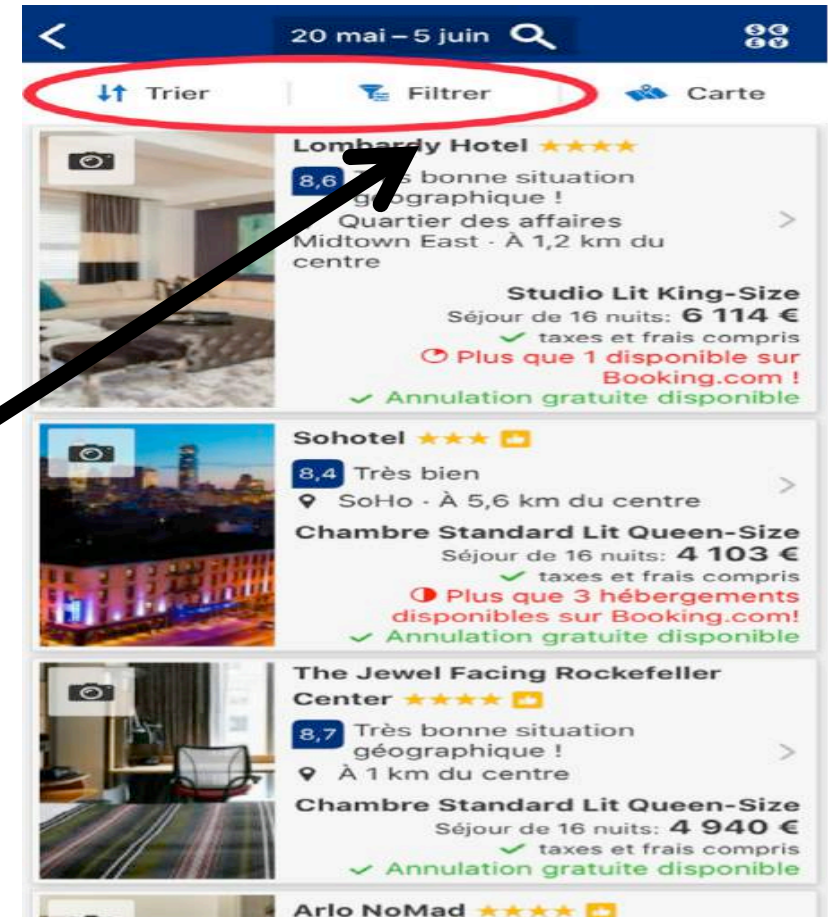 20 mai – 5 juin
Trier Filtrer Carte
Lombardy Hotel
8,6 bonne situation
géographique !
Quartier des affaires
Midtown East · À 1,2 km du
centre
Studio Lit King-Size
Séjour de 16 nuits: 6 114 €
taxes et frais compris
Plus que 1 disponible sur
Booking.com !
Annulation gratuite disponible
Sohotel
8,4 Très bien
SoHo · À 5,6 km du centre
Chambre Standard Lit Queen-Size
Séjour de 16 nuits: 4 103 €
taxes et frais compris
Plus que 3 hébergements
disponibles sur Booking.com!
Annulation gratuite disponible
The Jewel Facing Rockefeller
Center
8,7 Très bonne situation
géographique !
À 1 km du centre
Chambre Standard Lit Queen-Size
Séjour de 16 nuits: 4 940 €
taxes et frais compris
Annulation gratuite disponible
Arlo NoMad